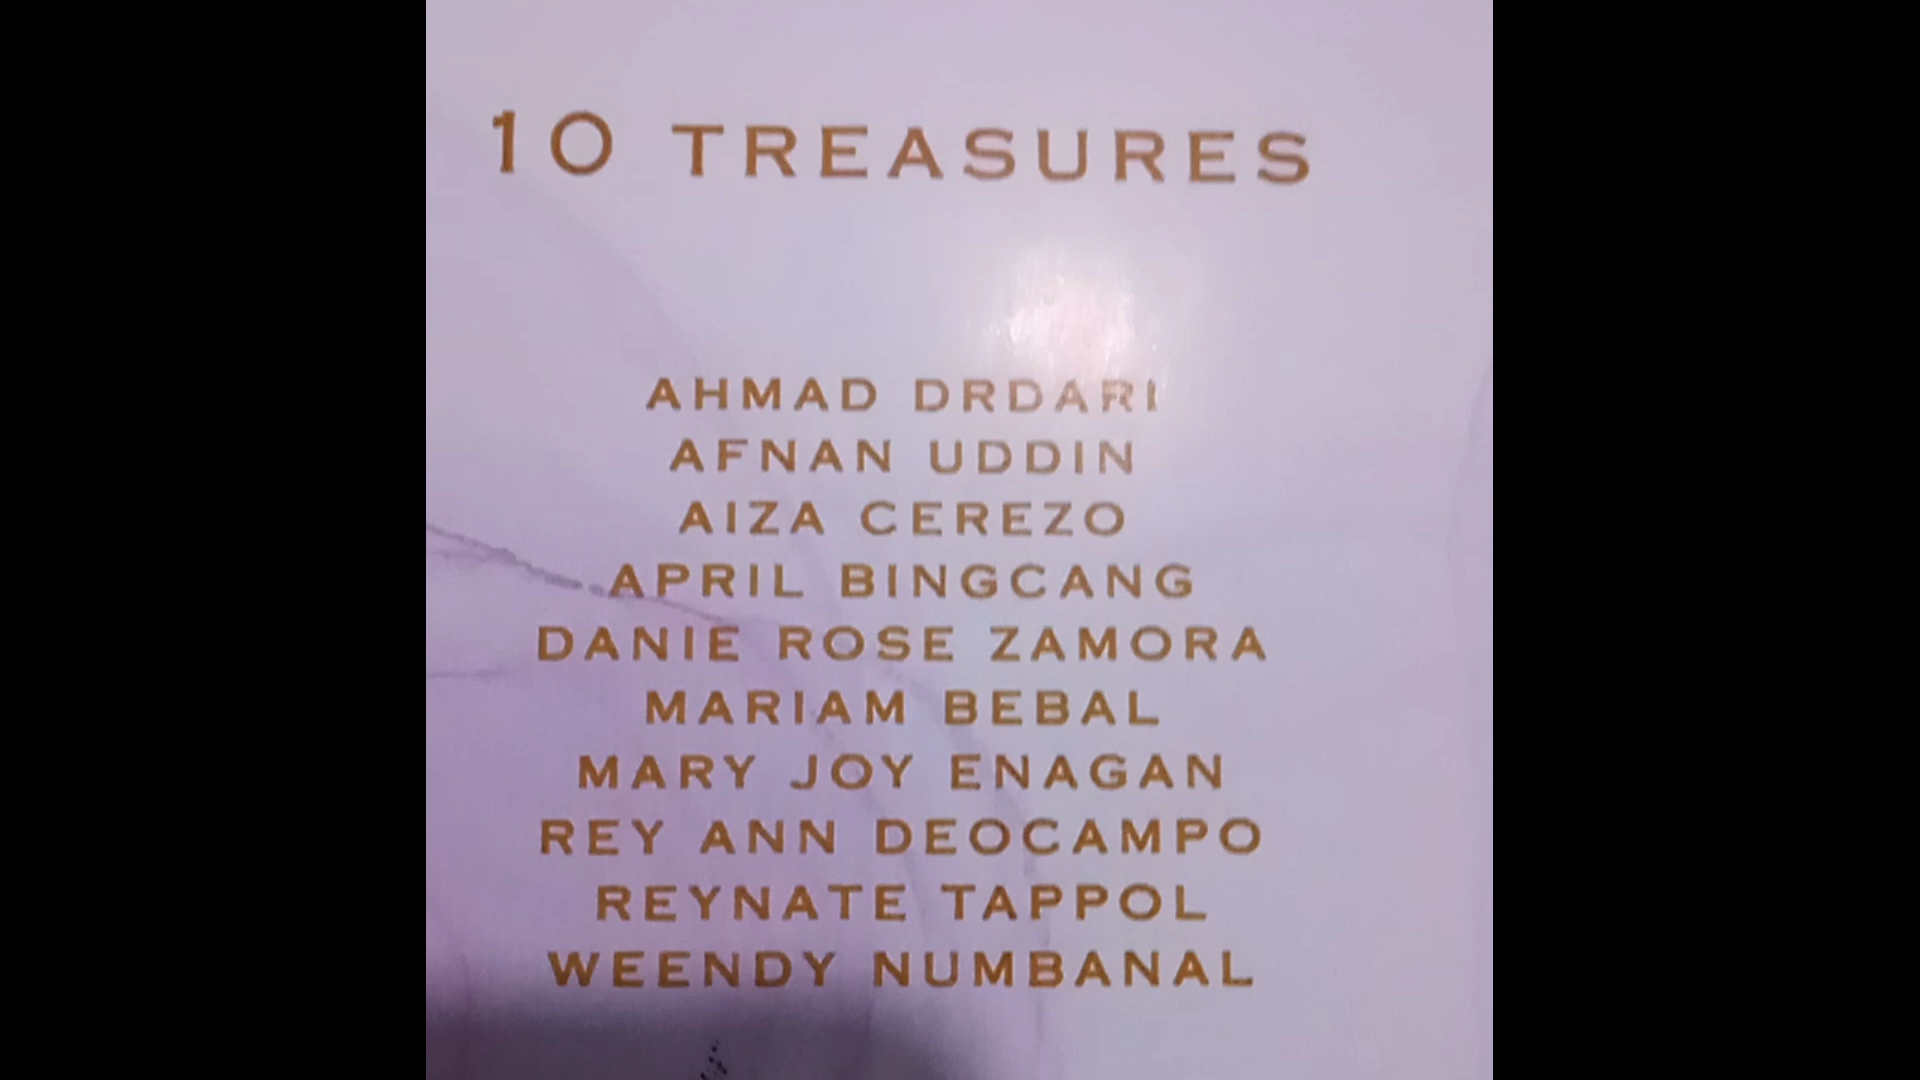 10 TREASURES
AHMAD DRDARI
AFNAN UDDIN
AIZA CEREZO
APRIL BINGCANG
DANIE ROSE ZAMORA
MARIAM BEBAL
MARY JOY ENAGAN
REY ANN DEOCAMPO
REYNATE TAPPOL
WEENDY NUMBANAL